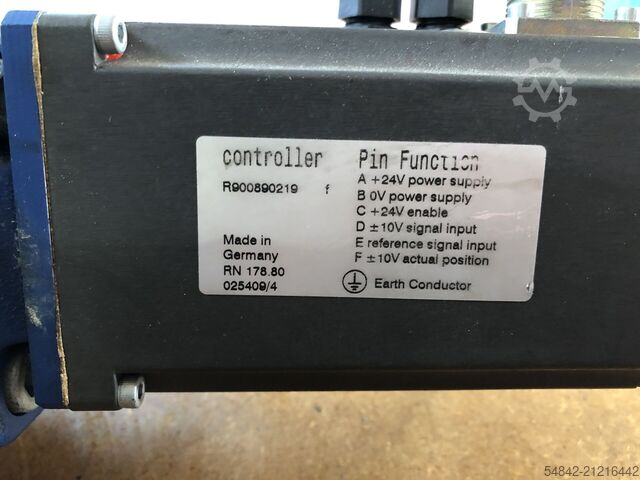 controller
R900890219 f
Made in
Germany
RN 178.80
025409/4
Pin Function
A +24V power supply
B 0V power supply
C +24V enable
D ±10V signal input
E reference signal input
F ±10V actual position
Earth Conductor
54842-21216442